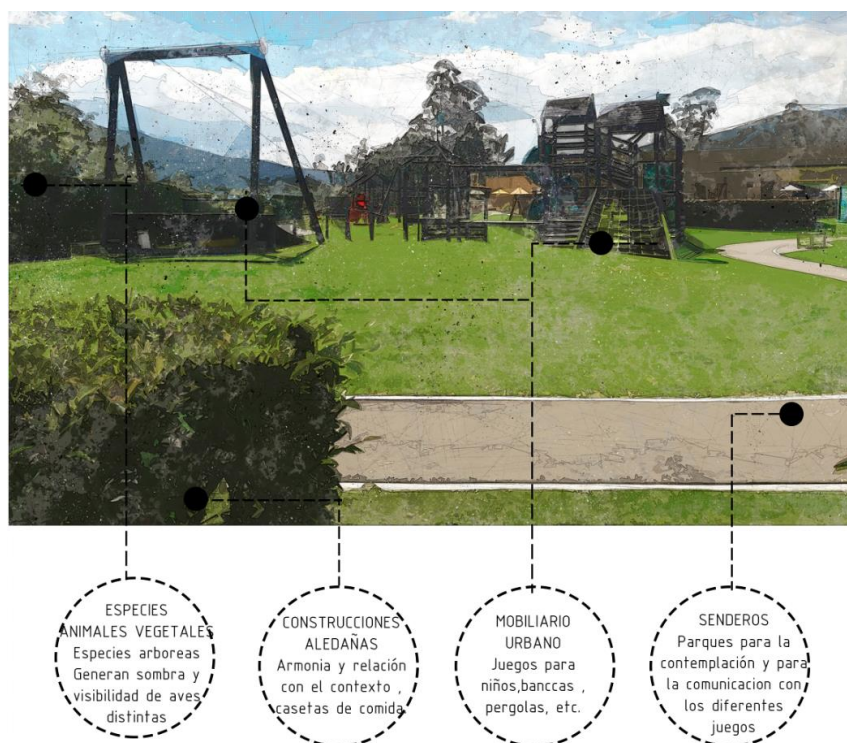 ESPECIES
ANIMALES VEGETALES
Especies arboreas
Generan sombra y
visibilidad de aves
distintas
CONSTRUCCIONES
ALEDAÑAS
Armonia y relación
con el contexto ,
casetas de comida
MOBILIARIO
URBANO
Juegos para
niños,banccas ,
pergolas, etc.
SENDEROS
Parques para la
contemplación y para
la comunicacion con
los diferentes
juegos